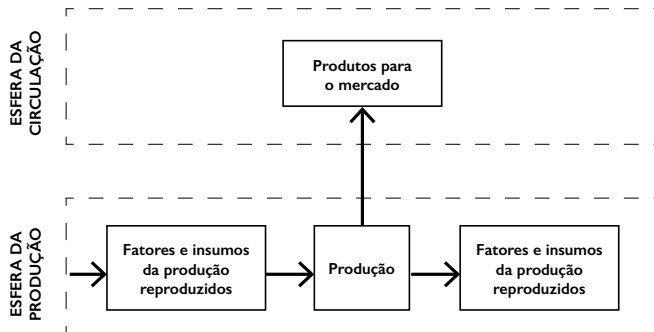 ESFERA DA
CIRCULAÇÃO
Produtos para
o mercado
ESFERA DA
PRODUÇÃO
Fatores e insumos
da produção
reproduzidos
Produção
Fatores e insumos
da produção
reproduzidos